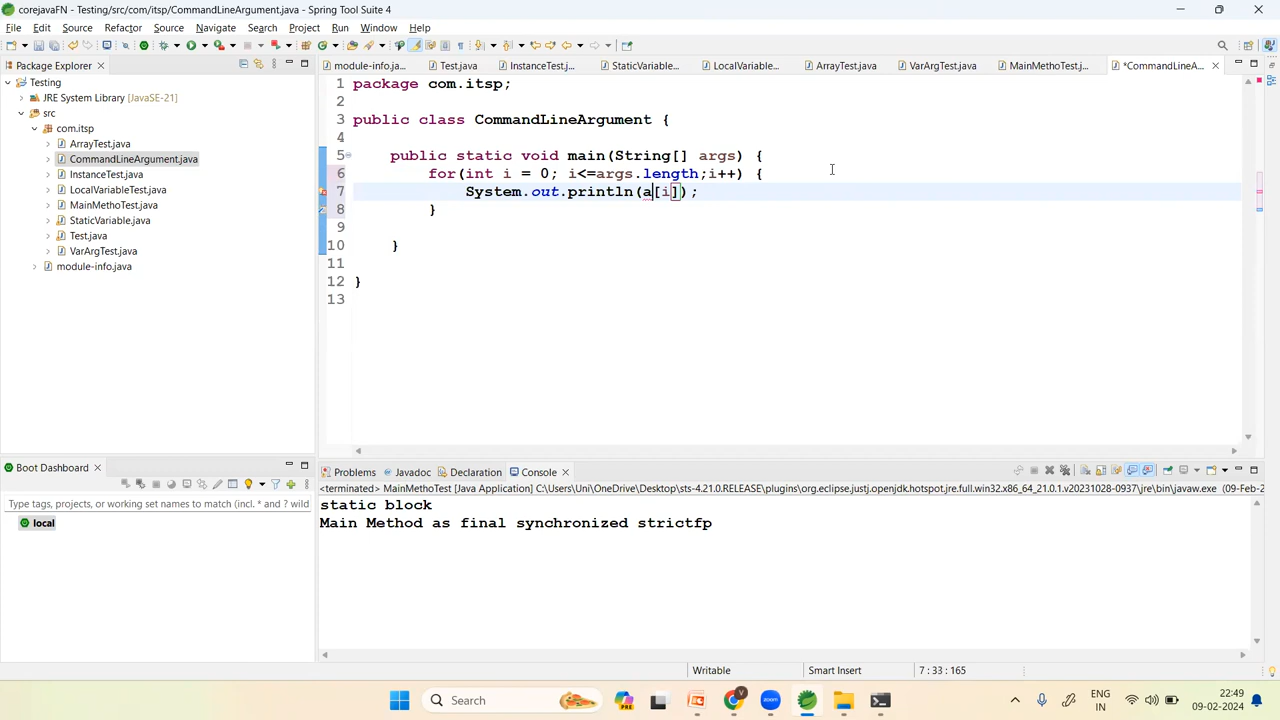 corejavaFN - Testing/src/com/itsp/CommandLineArgument.java - Spring Tool Suite 4
File Edit Source Refactor Navigate Search Project Run Window Help
Package Explorer
Testing
JRE System Library [JavaSE-21]
src
com.itsp
ArrayTest.java
CommandLineArgument.java
InstanceTest.java
LocalVariableTest.java
MainMethoTest.java
StaticVariable.java
Test.java
VarArgTest.java
module-info.java
module-info.ja... Test.java InstanceTest.j... StaticVariable... LocalVariable... ArrayTest.java VarArgTest.java MainMethoTest.j... *CommandLineA...
1 package com.itsp;
2
3 public class CommandLineArgument {
4
5 public static void main(String[] args) {
6 for(int i = 0; i<=args.length;i++) {
7 System.out.println(a[i]);
8 }
9
10 }
11
12 }
13
Boot Dashboard
Type tags, projects, or working set names to match (incl. * and ? wild
local
Problems Javadoc Declaration Console
<terminated> MainMethoTest [Java Application] C:\Users\Uni\OneDrive\Desktop\sts-4.21.0.RELEASE\plugins\org.eclipse.justj.openjdk.hotspot.jre.full.win32.x86_64_21.0.1.v20231028-0937\jre\bin\javaw.exe (09-Feb-2
static block
Main Method as final synchronized strictfp
Writable Smart Insert 7 : 33 : 165
Search
PRE
V
ENG
IN
22:49
09-02-2024